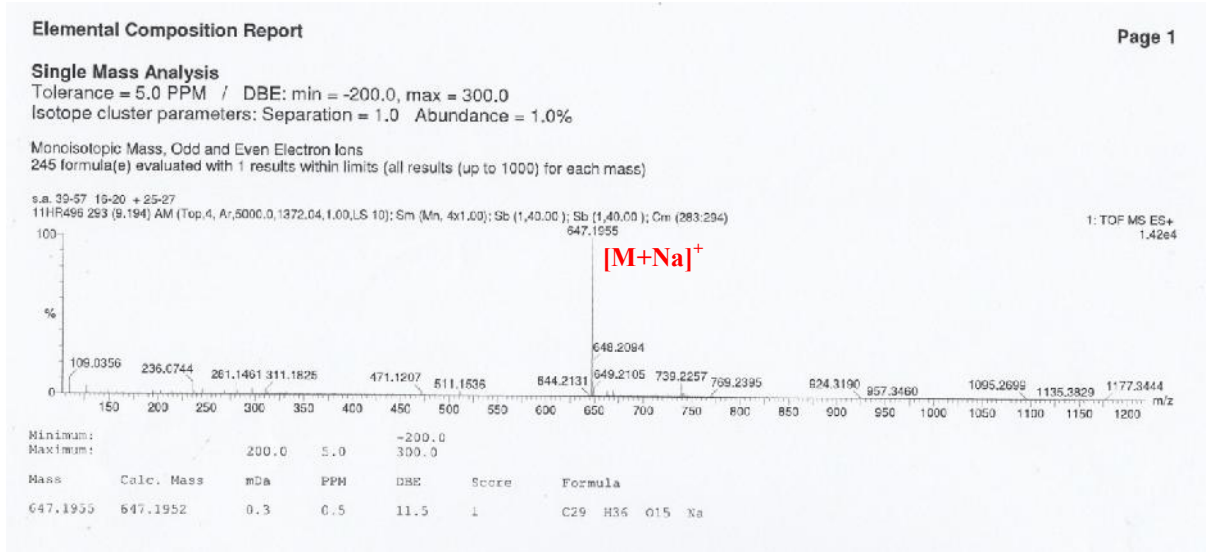 Elemental Composition Report
Page 1
Single Mass Analysis
Tolerance = 5.0 PPM / DBE: min = -200.0, max = 300.0
Isotope cluster parameters: Separation = 1.0 Abundance = 1.0%
Monoisotopic Mass, Odd and Even Electron Ions
245 formula(e) evaluated with 1 results within limits (all results (up to 1000) for each mass)
s.a. 39-57 16-20 + 25-27
11HR496 293 (9.194) AM (Top,4, Ar,5000.0,1372.04,1.00,LS 10); Sm (Mn, 4x1.00); Sb (1,40.00 ); Sb (1,40.00 ); Cm (283:294)
1: TOF MS ES+
1.42e4
100
647.1955
[M+Na]+
%
648.2094
109.0356 236.0744 261.1461 311.1825 471.1207 511.1536 644.2131 649.2105 739.2257 769.2395 924.3190 957.3460 1095.2699 1135.3829 1177.3444
0
150 200 250 300 350 400 450 500 550 600 650 700 750 800 850 900 950 1000 1050 1100 1150 1200 m/z
Minimum: -200.0
Maximum: 200.0 5.0 300.0
Mass Calc. Mass mDa PPM DBE Score Formula
647.1955 647.1952 0.3 0.5 11.5 1 C29 H36 O15 Na